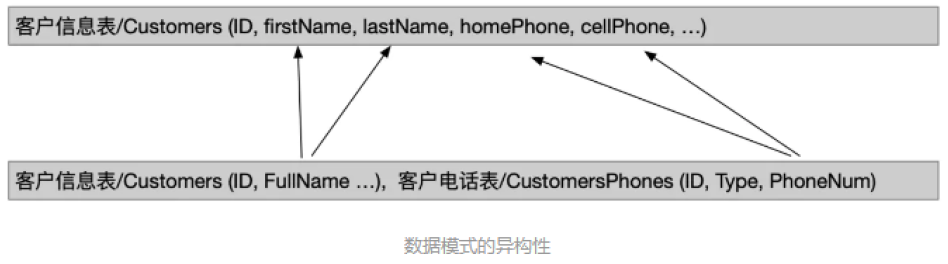 客户信息表/Customers (ID, firstName, lastName, homePhone, cellPhone, …)
客户信息表/Customers (ID, FullName …), 客户电话表/CustomersPhones (ID, Type, PhoneNum)
数据模式的异构性